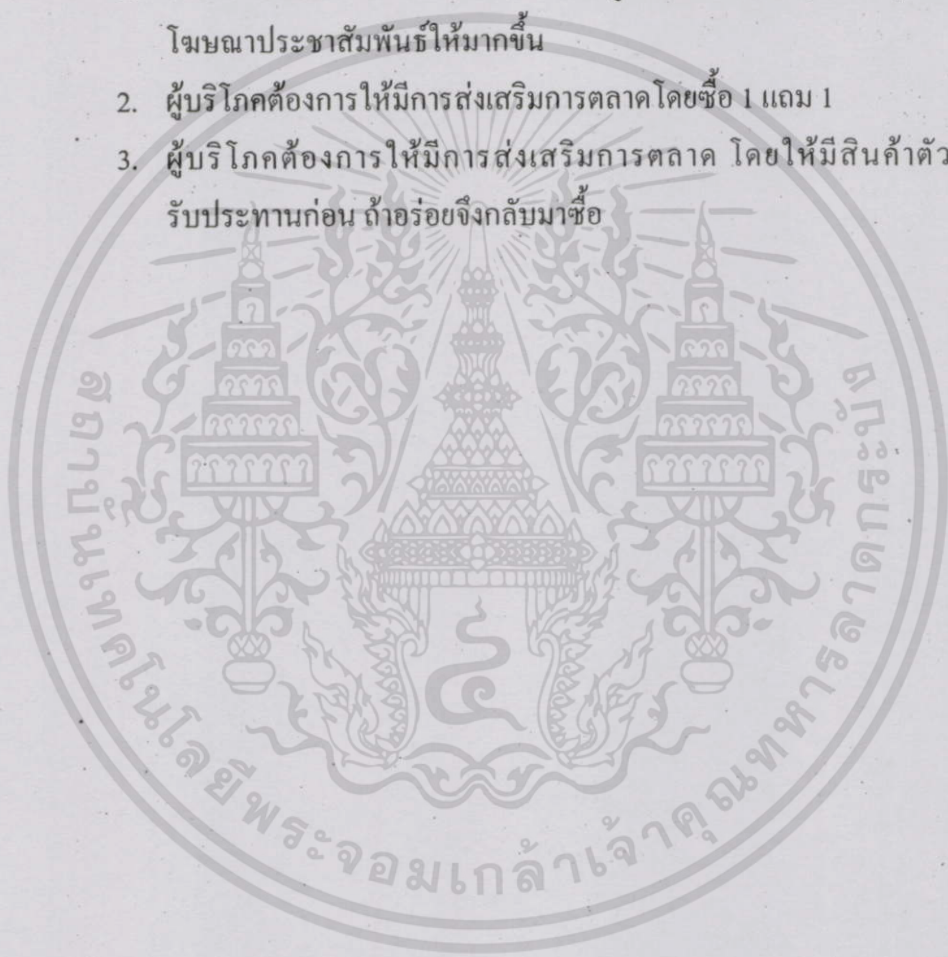 โฆษณาประชาสัมพันธ์ให้มากขึ้น
2. ผู้บริโภคต้องการให้มีการส่งเสริมการตลาดโดยซื้อ 1 แถม 1
3. ผู้บริโภคต้องการให้มีการส่งเสริมการตลาด โดยให้มีสินค้าตัว
รับประทานก่อน ถ้าอร่อยจึงกลับมาซื้อ
สถาบันเทคโนโลยีพระจอมเกล้าเจ้าคุณทหารลาดกระบัง
๔